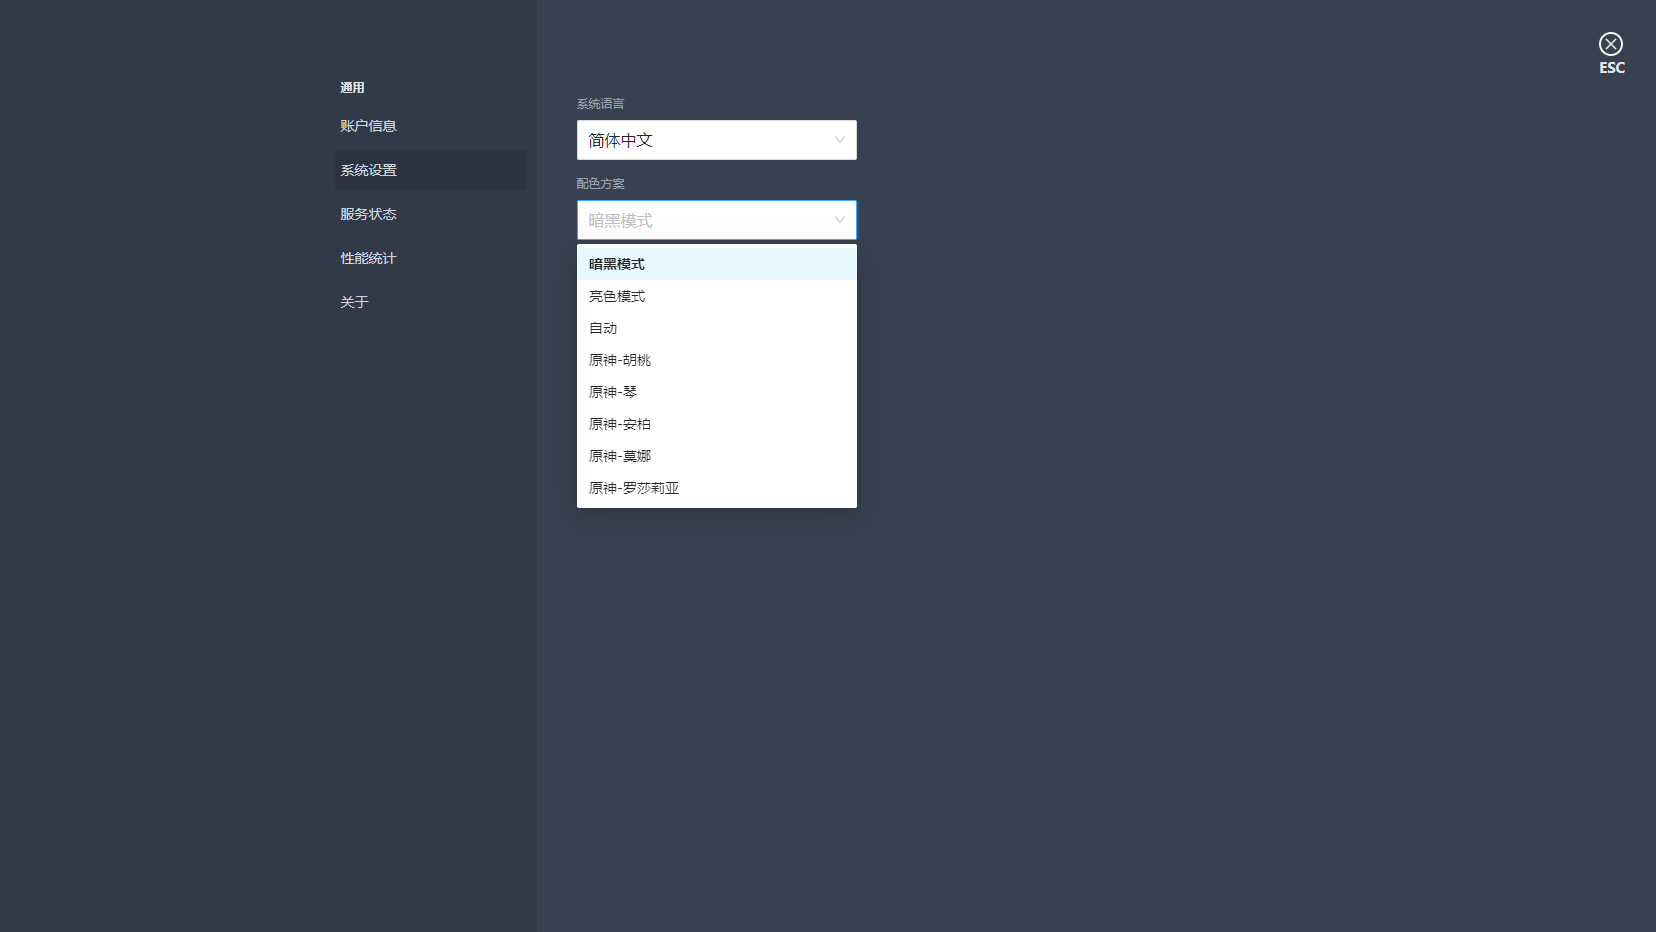 通用
账户信息
系统设置
服务状态
性能统计
关于
系统语言
简体中文
配色方案
暗黑模式
暗黑模式
亮色模式
自动
原神-胡桃
原神-琴
原神-安柏
原神-莫娜
原神-罗莎莉亚
ESC